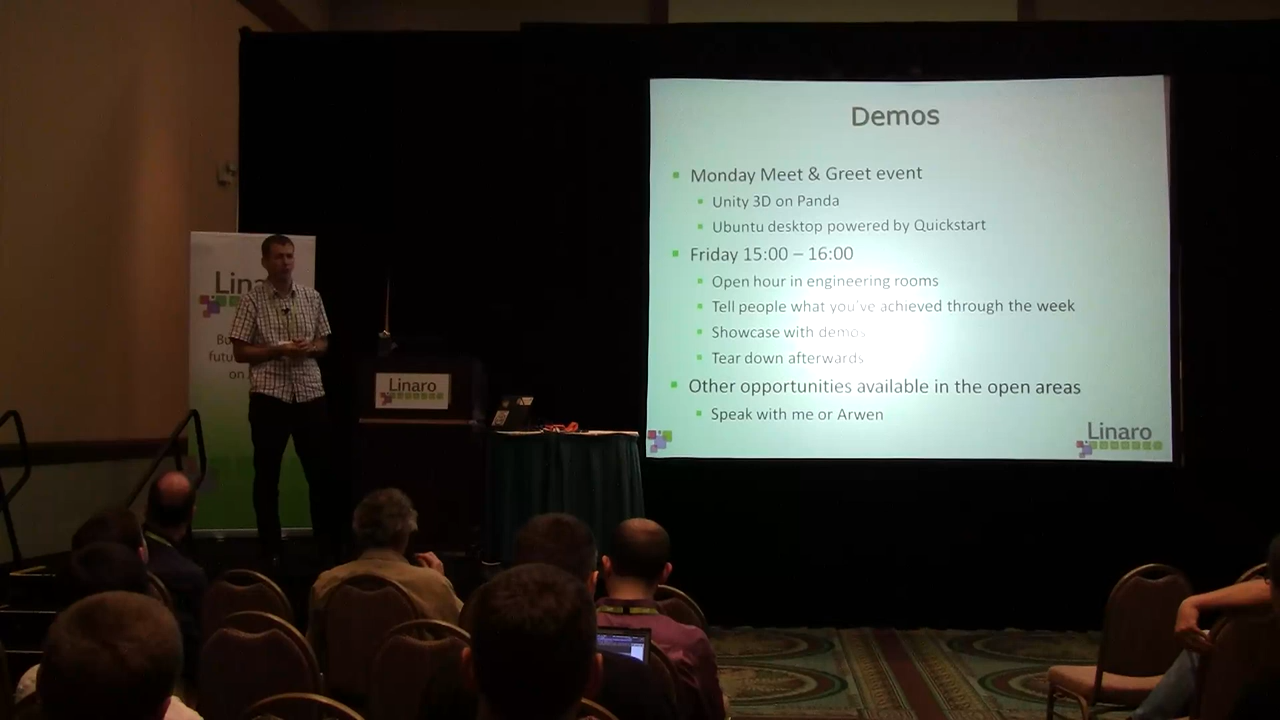 Demos
Monday Meet & Greet event
Unity 3D on Panda
Ubuntu desktop powered by Quickstart
Friday 15:00 – 16:00
Open hour in engineering rooms
Tell people what you've achieved through the week
Showcase with demos
Tear down afterwards
Other opportunities available in the open areas
Speak with me or Arwen
Linaro
Linaro